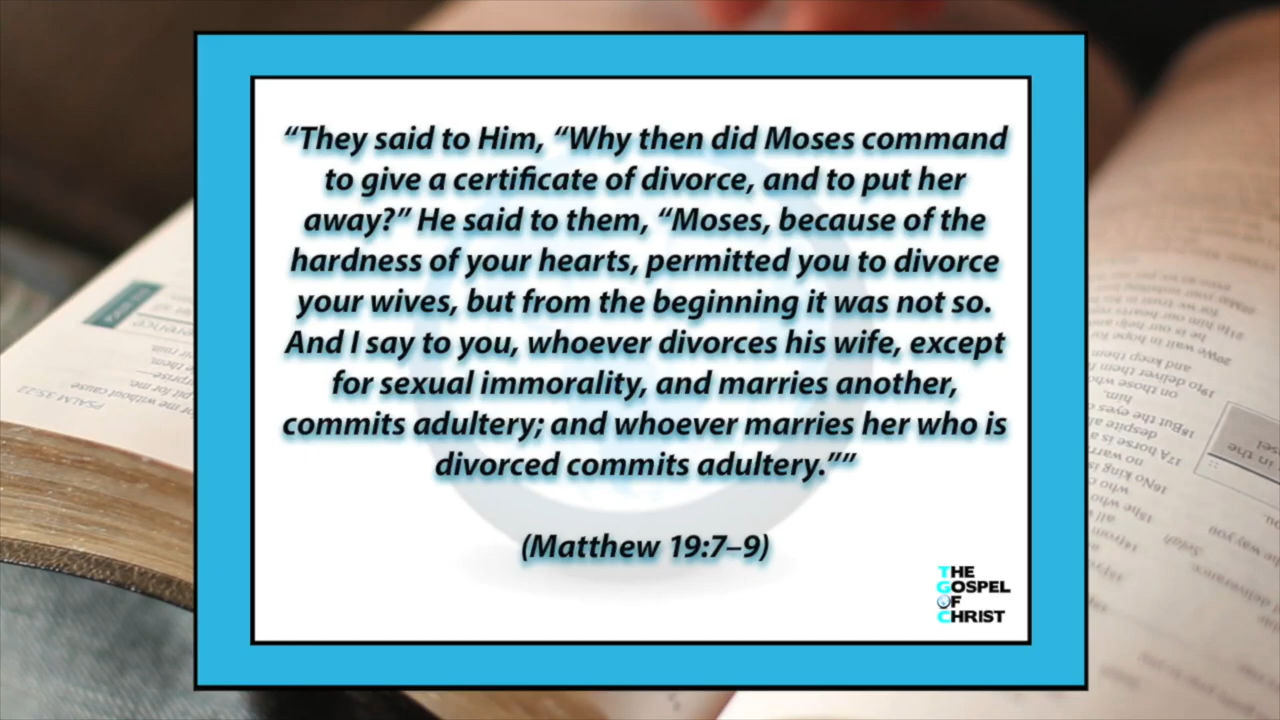 “They said to Him, “Why then did Moses command
to give a certificate of divorce, and to put her
away?” He said to them, “Moses, because of the
hardness of your hearts, permitted you to divorce
your wives, but from the beginning it was not so.
And I say to you, whoever divorces his wife, except
for sexual immorality, and marries another,
commits adultery; and whoever marries her who is
divorced commits adultery.””
(Matthew 19:7–9)
THE
GOSPEL
OF
CHRIST
PSALM 35:22